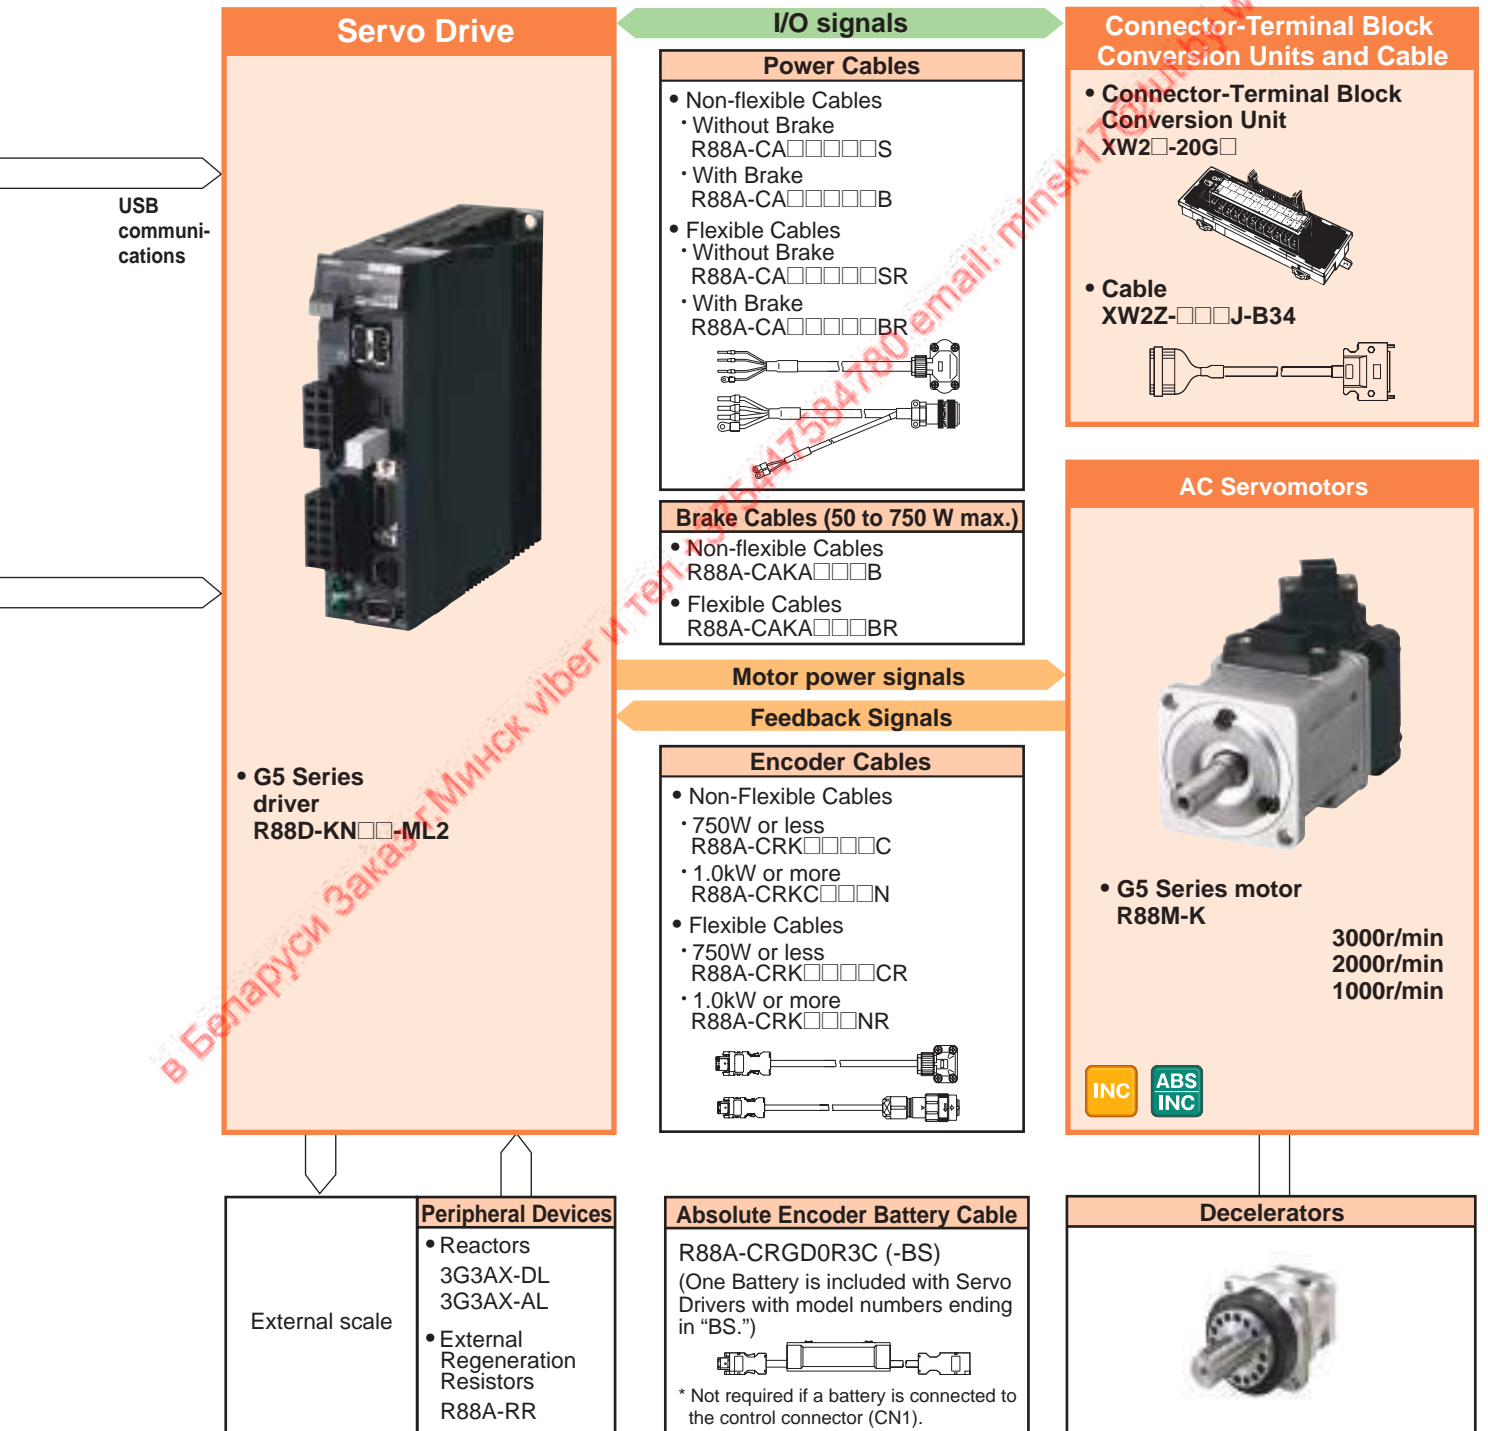 USB
communi-
cations
Servo Drive
• G5 Series
driver
R88D-KN□□-ML2
I/O signals
Power Cables
• Non-flexible Cables
・Without Brake
R88A-CA□□□□□S
・With Brake
R88A-CA□□□□□B
• Flexible Cables
・Without Brake
R88A-CA□□□□□SR
・With Brake
R88A-CA□□□□□BR
Brake Cables (50 to 750 W max.)
• Non-flexible Cables
R88A-CAKA□□□B
• Flexible Cables
R88A-CAKA□□□BR
Motor power signals
Feedback Signals
Encoder Cables
• Non-Flexible Cables
・750W or less
R88A-CRK□□□□C
・1.0kW or more
R88A-CRKC□□□N
• Flexible Cables
・750W or less
R88A-CRK□□□□CR
・1.0kW or more
R88A-CRK□□□NR
Connector-Terminal Block
Conversion Units and Cable
• Connector-Terminal Block
Conversion Unit
XW2□-20G□
• Cable
XW2Z-□□□J-B34
AC Servomotors
• G5 Series motor
R88M-K
3000r/min
2000r/min
1000r/min
INC
ABS
INC
External scale
Peripheral Devices
• Reactors
3G3AX-DL
3G3AX-AL
• External
Regeneration
Resistors
R88A-RR
Absolute Encoder Battery Cable
R88A-CRGD0R3C (-BS)
(One Battery is included with Servo
Drivers with model numbers ending
in “BS.”)
* Not required if a battery is connected to
the control connector (CN1).
Decelerators
в Беларуси Заказ г.Минск viber и тел.+375447584780 email: minsk17@tut.by